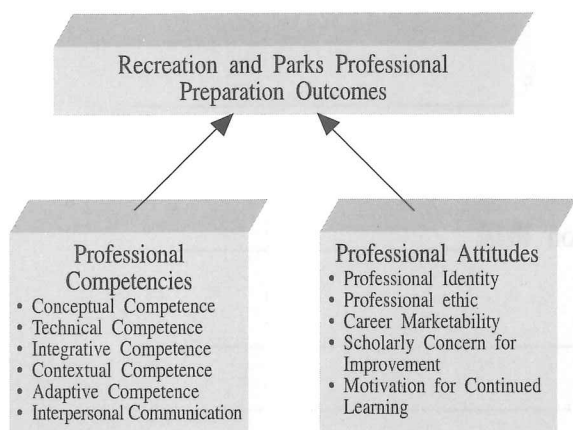 Recreation and Parks Professional
Preparation Outcomes
Professional
Competencies
• Conceptual Competence
• Technical Competence
• Integrative Competence
• Contextual Competence
• Adaptive Competence
• Interpersonal Communication
Professional Attitudes
• Professional Identity
• Professional ethic
• Career Marketability
• Scholarly Concern for
Improvement
• Motivation for Continued
Learning